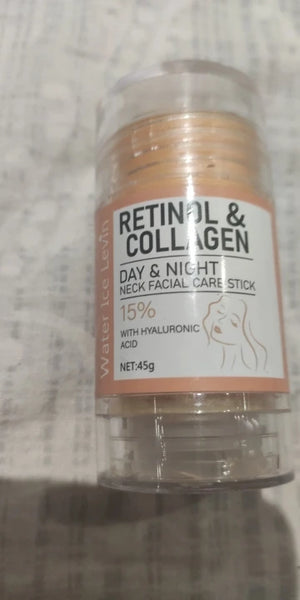 Water Ice Levin
RETINOL &
COLLAGEN
DAY & NIGHT
NECK FACIAL CARE STICK
15%
WITH HYALURONIC
ACID
NET:45g